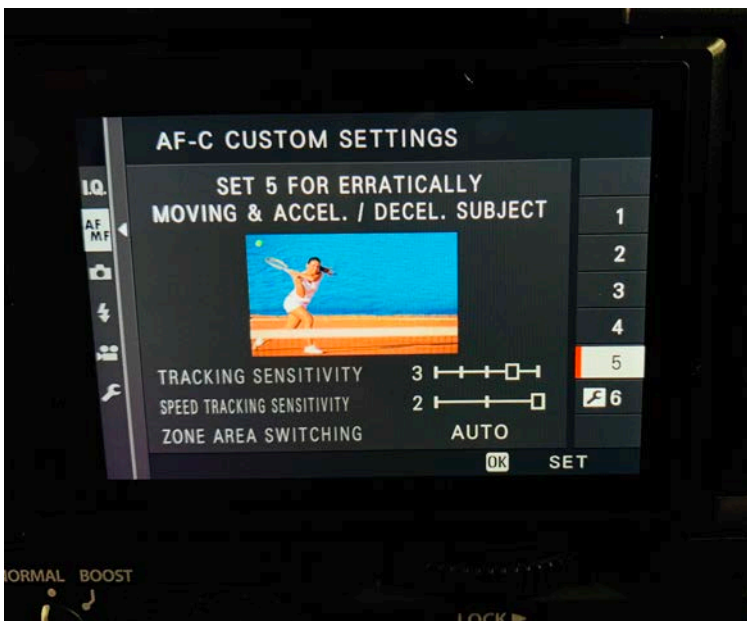 AF-C CUSTOM SETTINGS
I.Q.
AF
MF
SET 5 FOR ERRATICALLY
MOVING & ACCEL. / DECEL. SUBJECT
TRACKING SENSITIVITY 3
SPEED TRACKING SENSITIVITY 2
ZONE AREA SWITCHING AUTO
1
2
3
4
5
6
OK SET
NORMAL BOOST
LOCK